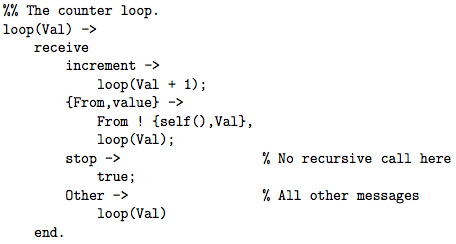 %% The counter loop.
loop(Val) ->
    receive
        increment ->
            loop(Val + 1);
        {From,value} ->
            From ! {self(),Val},
            loop(Val);
        stop ->                  % No recursive call here
            true;
        Other ->                 % All other messages
            loop(Val)
    end.